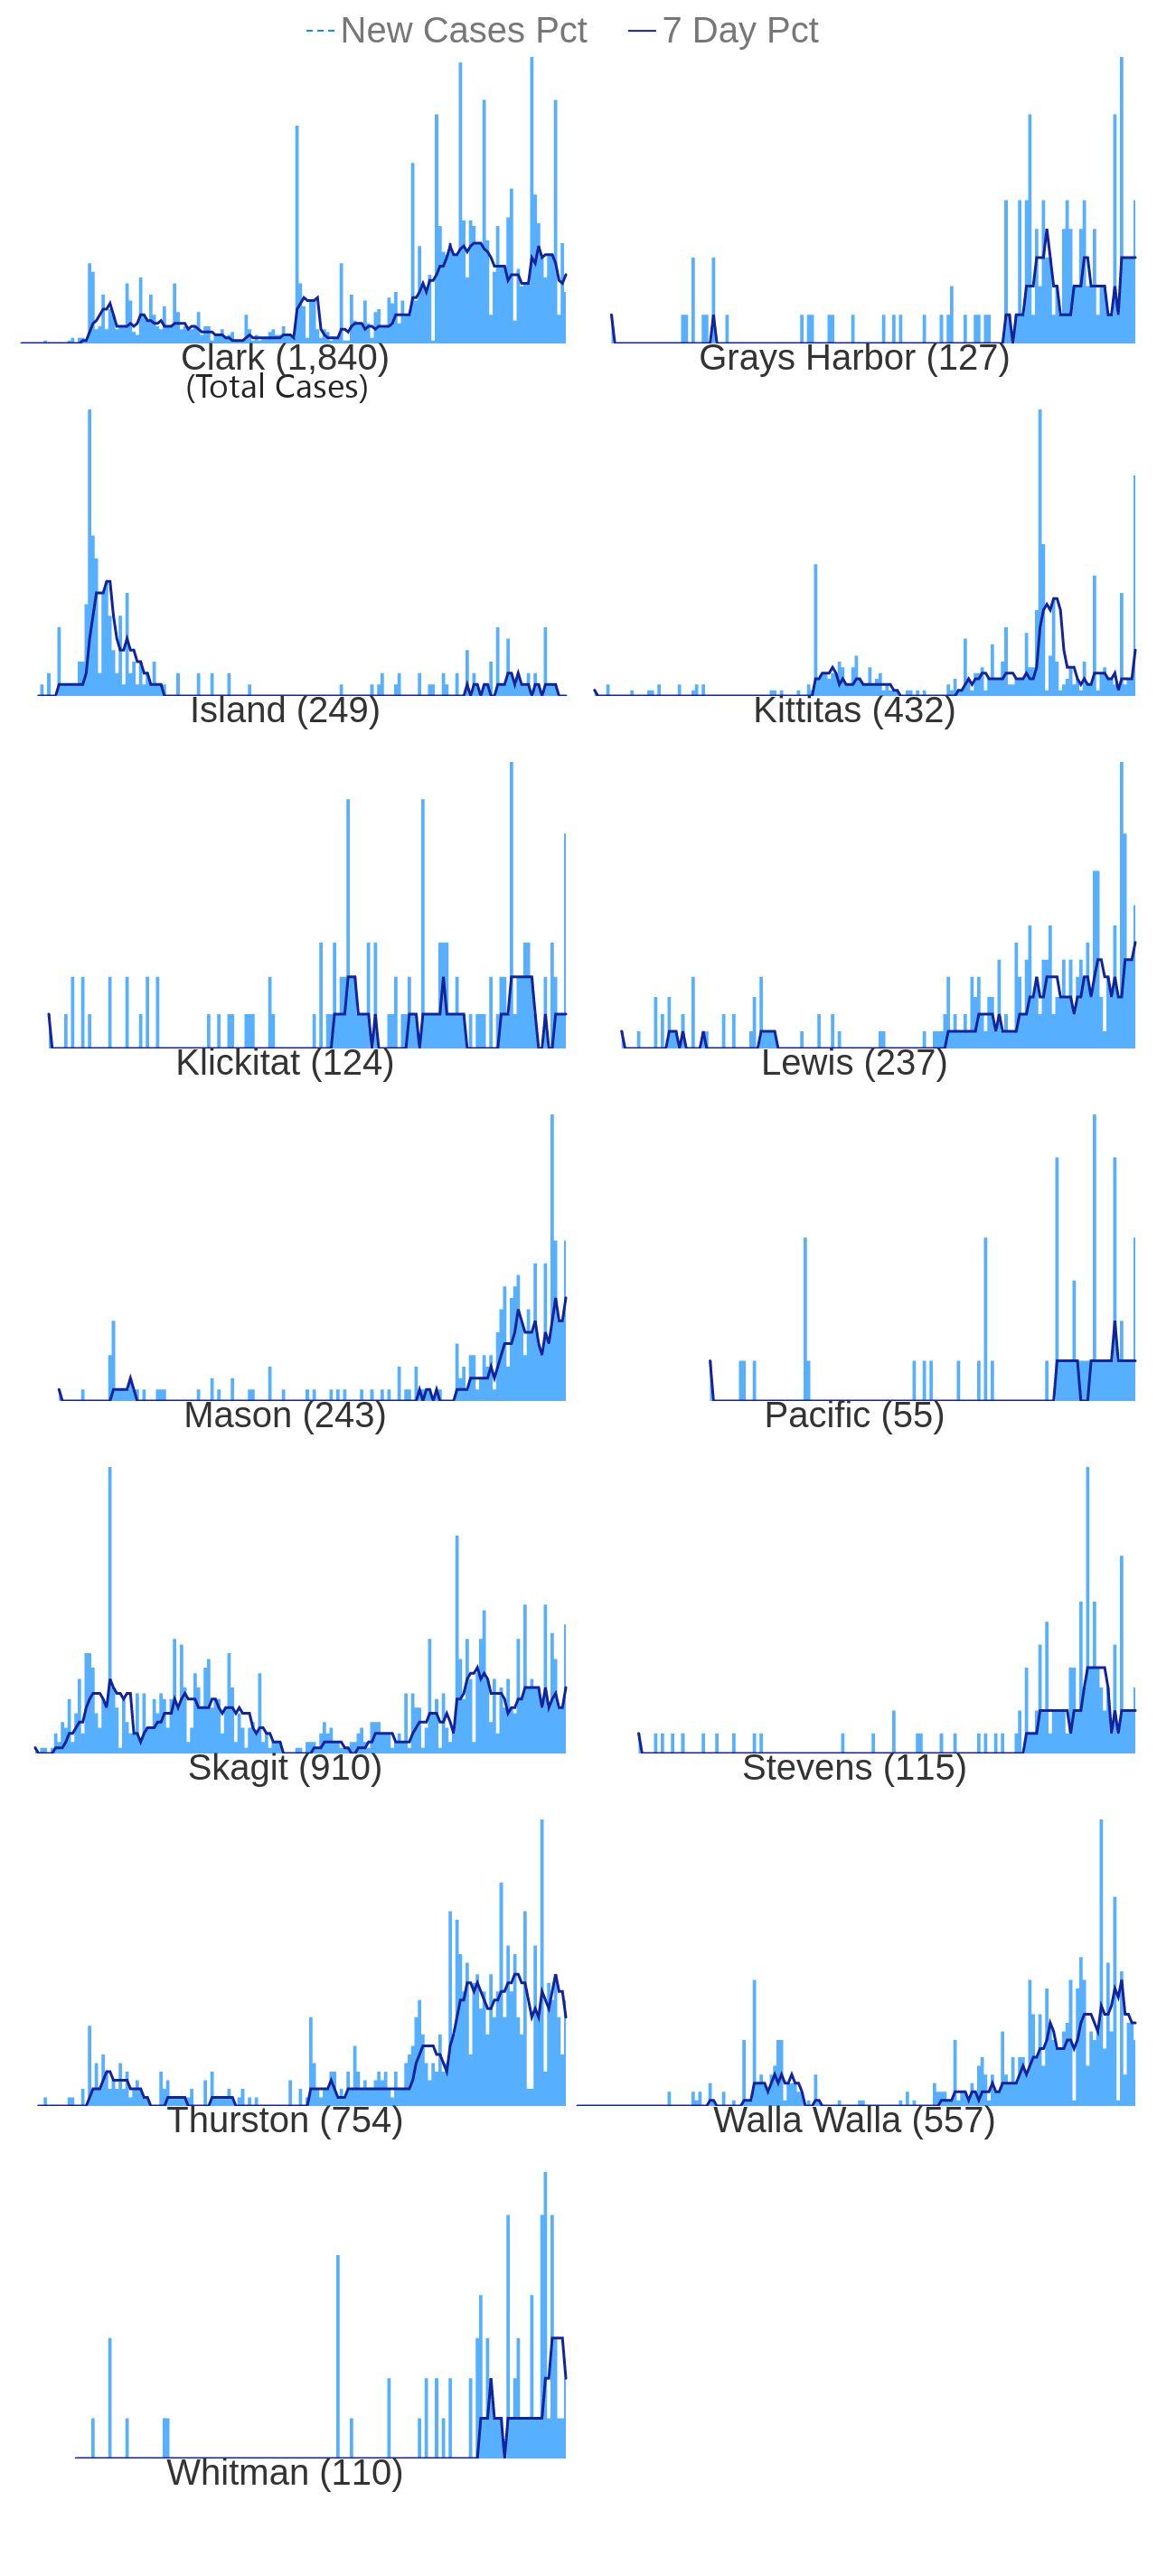 New Cases Pct 7 Day Pct
Clark (1,840) Grays Harbor (127)
(Total Cases)
Island (249) Kittitas (432)
Klickitat (124) Lewis (237)
Mason (243) Pacific (55)
Skagit (910) Stevens (115)
Thurston (754) Walla Walla (557)
Whitman (110)